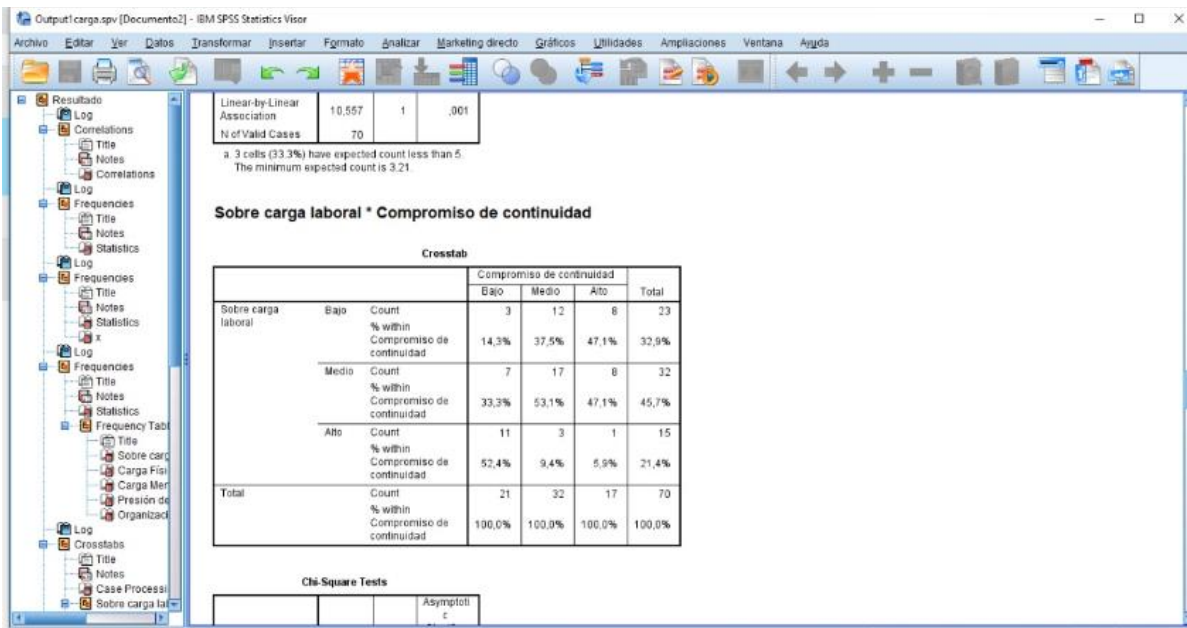 Output1carga.spv [Documento2] - IBM SPSS Statistics Visor
Archivo Editar Ver Datos Transformar Insertar Formato Analizar Marketing directo Gráficos Utilidades Ampliaciones Ventana Ayuda
Resultado
Log
Correlations
Title
Notes
Correlations
Log
Frequencies
Title
Notes
Statistics
Log
Frequencies
Title
Notes
Statistics
x
Log
Frequencies
Title
Notes
Statistics
Frequency Tabl
Title
Sobre carg
Carga Físi
Carga Men
Presión de
Organizaci
Log
Crosstabs
Title
Notes
Case Processi
Sobre carga la
Linear-by-Linear
Association 10,557 1 ,001
N of Valid Cases 70
a. 3 cells (33.3%) have expected count less than 5.
The minimum expected count is 3.21.
Sobre carga laboral * Compromiso de continuidad
Crosstab
Compromiso de continuidad
Bajo Medio Alto Total
Sobre carga Bajo Count 3 12 8 23
laboral
% within
Compromiso de 14,3% 37,5% 47,1% 32,9%
continuidad
Medio Count 7 17 8 32
% within
Compromiso de 33,3% 53,1% 47,1% 45,7%
continuidad
Alto Count 11 3 1 15
% within
Compromiso de 52,4% 9,4% 5,9% 21,4%
continuidad
Total Count 21 32 17 70
% within
Compromiso de 100,0% 100,0% 100,0% 100,0%
continuidad
Chi-Square Tests
Asymptoti
c